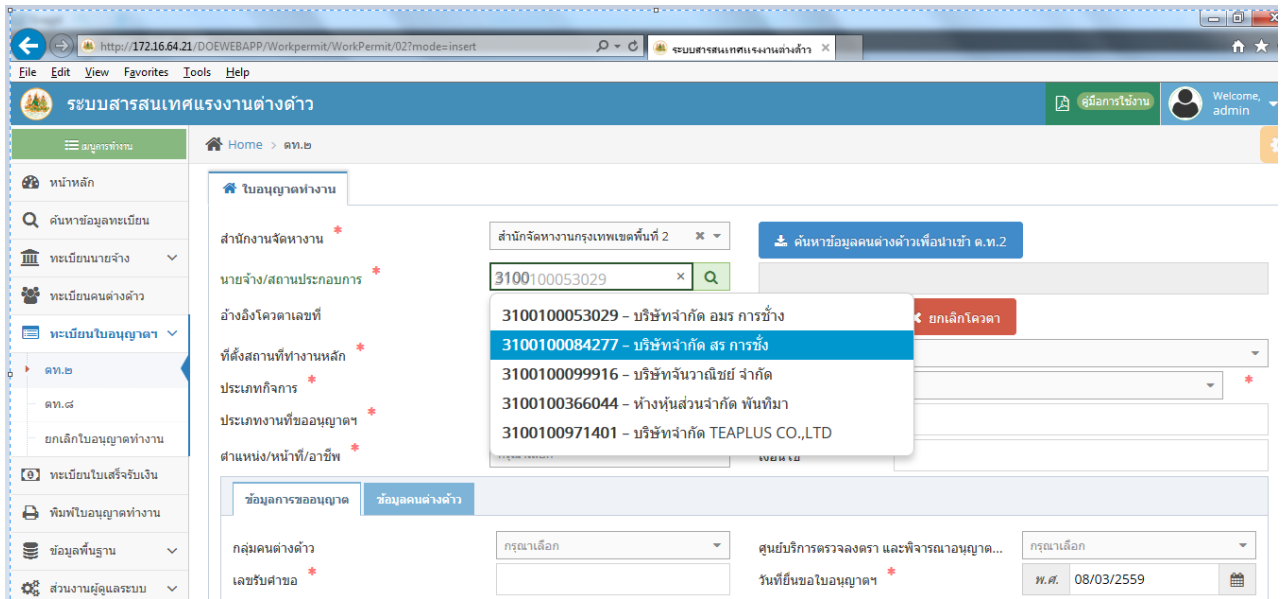 http://172.16.64.21/DOEWEBAPP/Workpermit/WorkPermit/02?mode=insert
ระบบสารสนเทศแรงงานต่างด้าว
File Edit View Favorites Tools Help
ระบบสารสนเทศแรงงานต่างด้าว
คู่มือการใช้งาน
Welcome,
admin
เมนูการทำงาน
Home > ตท.๒
หน้าหลัก
ค้นหาข้อมูลทะเบียน
ทะเบียนนายจ้าง
ทะเบียนคนต่างด้าว
ทะเบียนใบอนุญาตฯ
ตท.๒
ตท.๘
ยกเลิกใบอนุญาตทำงาน
ทะเบียนใบเสร็จรับเงิน
พิมพ์ใบอนุญาตทำงาน
ข้อมูลพื้นฐาน
ส่วนงานผู้ดูแลระบบ
ใบอนุญาตทำงาน
สำนักงานจัดหางาน * สำนักจัดหางานกรุงเทพเขตพื้นที่ 2
ค้นหาข้อมูลคนต่างด้าวเพื่อนำเข้า ต.ท.2
นายจ้าง/สถานประกอบการ * 3100100053029
อ้างอิงโควตาเลขที่
ยกเลิกโควตา
3100100053029 – บริษัทจำกัด อมร การช่าง
3100100084277 – บริษัทจำกัด สร การชั่ง
3100100099916 – บริษัทจันวาณิชย์ จำกัด
3100100366044 – ห้างหุ้นส่วนจำกัด พันทิมา
3100100971401 – บริษัทจำกัด TEAPLUS CO.,LTD
ที่ตั้งสถานที่ทำงานหลัก *
ประเภทกิจการ *
ประเภทงานที่ขออนุญาตฯ *
ตำแหน่ง/หน้าที่/อาชีพ * กรุณาเลือก
เงื่อนไข
ข้อมูลการขออนุญาต ข้อมูลคนต่างด้าว
กลุ่มคนต่างด้าว กรุณาเลือก
ศูนย์บริการตรวจลงตรา และพิจารณาอนุญาต... กรุณาเลือก
เลขรับคำขอ *
วันที่ยื่นขอใบอนุญาตฯ * พ.ศ. 08/03/2559